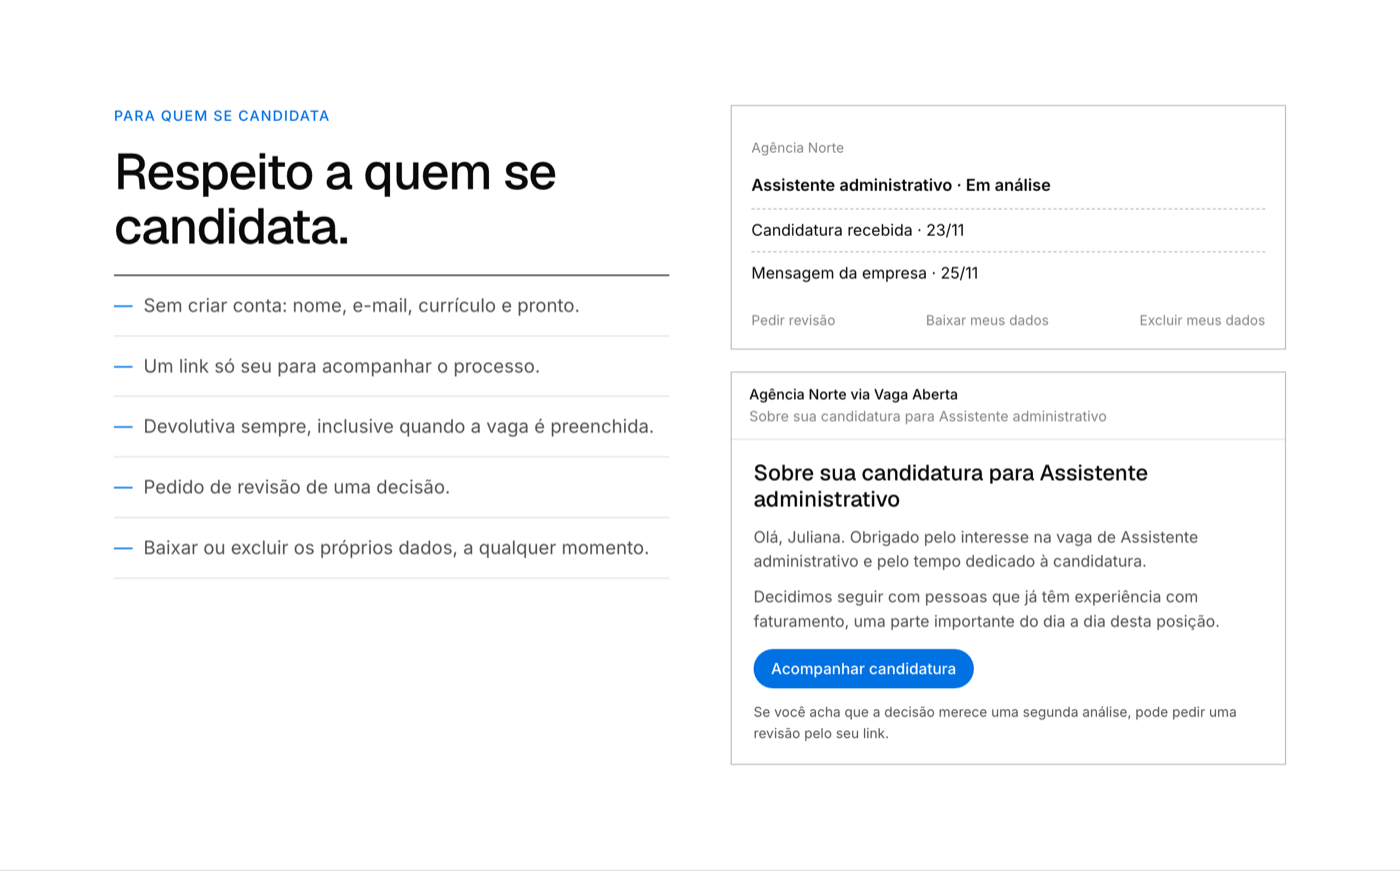 PARA QUEM SE CANDIDATA
Respeito a quem se
candidata.
— Sem criar conta: nome, e-mail, currículo e pronto.
— Um link só seu para acompanhar o processo.
— Devolutiva sempre, inclusive quando a vaga é preenchida.
— Pedido de revisão de uma decisão.
— Baixar ou excluir os próprios dados, a qualquer momento.
Agência Norte
Assistente administrativo · Em análise
Candidatura recebida · 23/11
Mensagem da empresa · 25/11
Pedir revisão Baixar meus dados Excluir meus dados
Agência Norte via Vaga Aberta
Sobre sua candidatura para Assistente administrativo
Sobre sua candidatura para Assistente
administrativo
Olá, Juliana. Obrigado pelo interesse na vaga de Assistente
administrativo e pelo tempo dedicado à candidatura.
Decidimos seguir com pessoas que já têm experiência com
faturamento, uma parte importante do dia a dia desta posição.
Acompanhar candidatura
Se você acha que a decisão merece uma segunda análise, pode pedir uma
revisão pelo seu link.